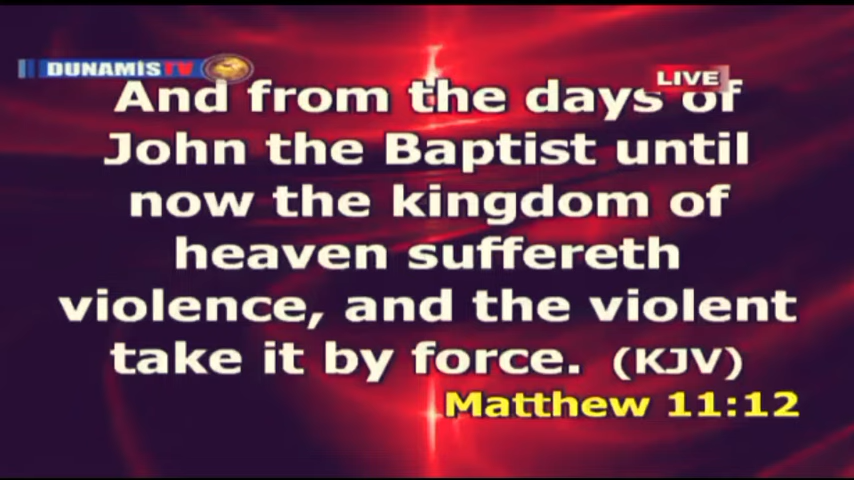 DUNAMIS TV
LIVE
And from the days of
John the Baptist until
now the kingdom of
heaven suffereth
violence, and the violent
take it by force. (KJV)
Matthew 11:12